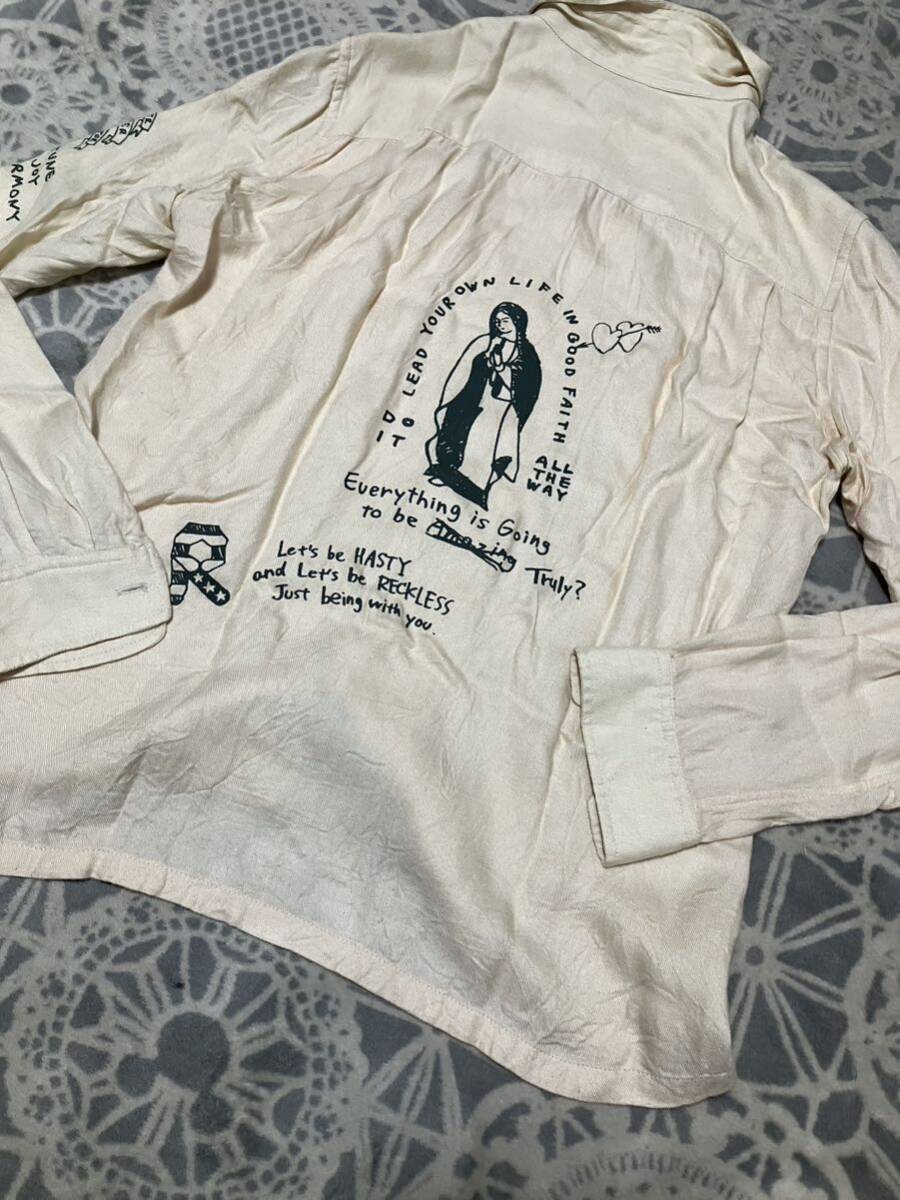 JOY
LEAD YOUR OWN LIFE IN GOOD FAITH
DO
IT
ALL
THE
WAY
Everything is Going
to be Amazing Truly?
Let's be HASTY
and Let's be RECKLESS
Just being with you.
R